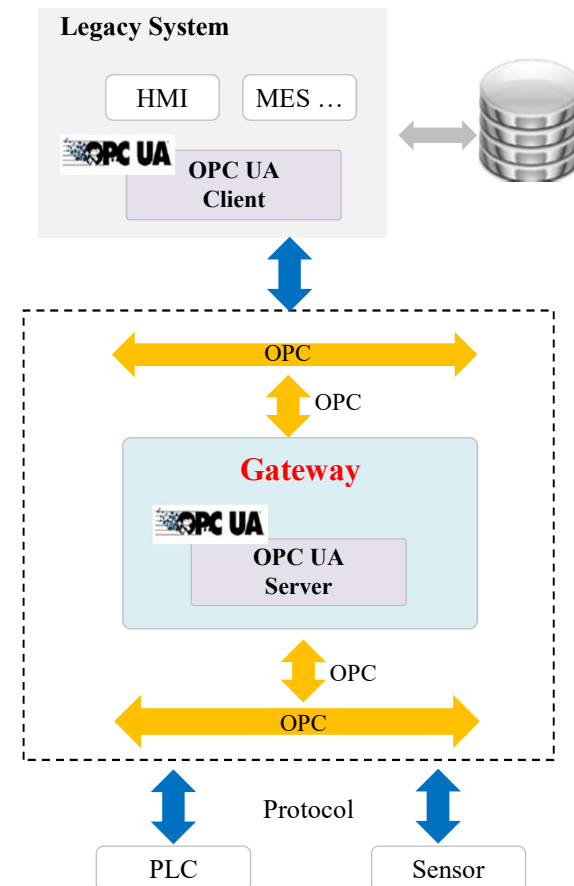 Legacy System
HMI
MES …
OPC UA
OPC UA
Client
OPC
OPC
Gateway
OPC UA
OPC UA
Server
OPC
OPC
Protocol
PLC
Sensor